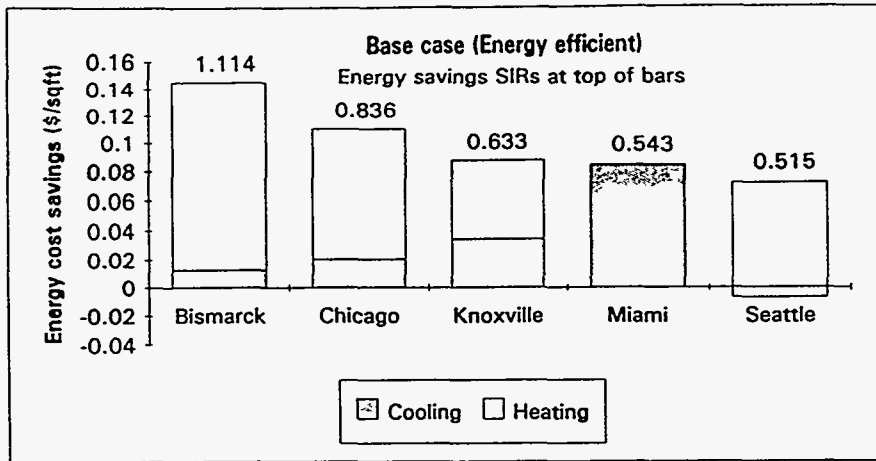 Base case (Energy efficient)
Energy savings SIRs at top of bars
Energy cost savings ($/sqft)
0.16
0.14
0.12
0.1
0.08
0.06
0.04
0.02
0
-0.02
-0.04
1.114
0.836
0.633
0.543
0.515
Bismarck
Chicago
Knoxville
Miami
Seattle
Cooling
Heating